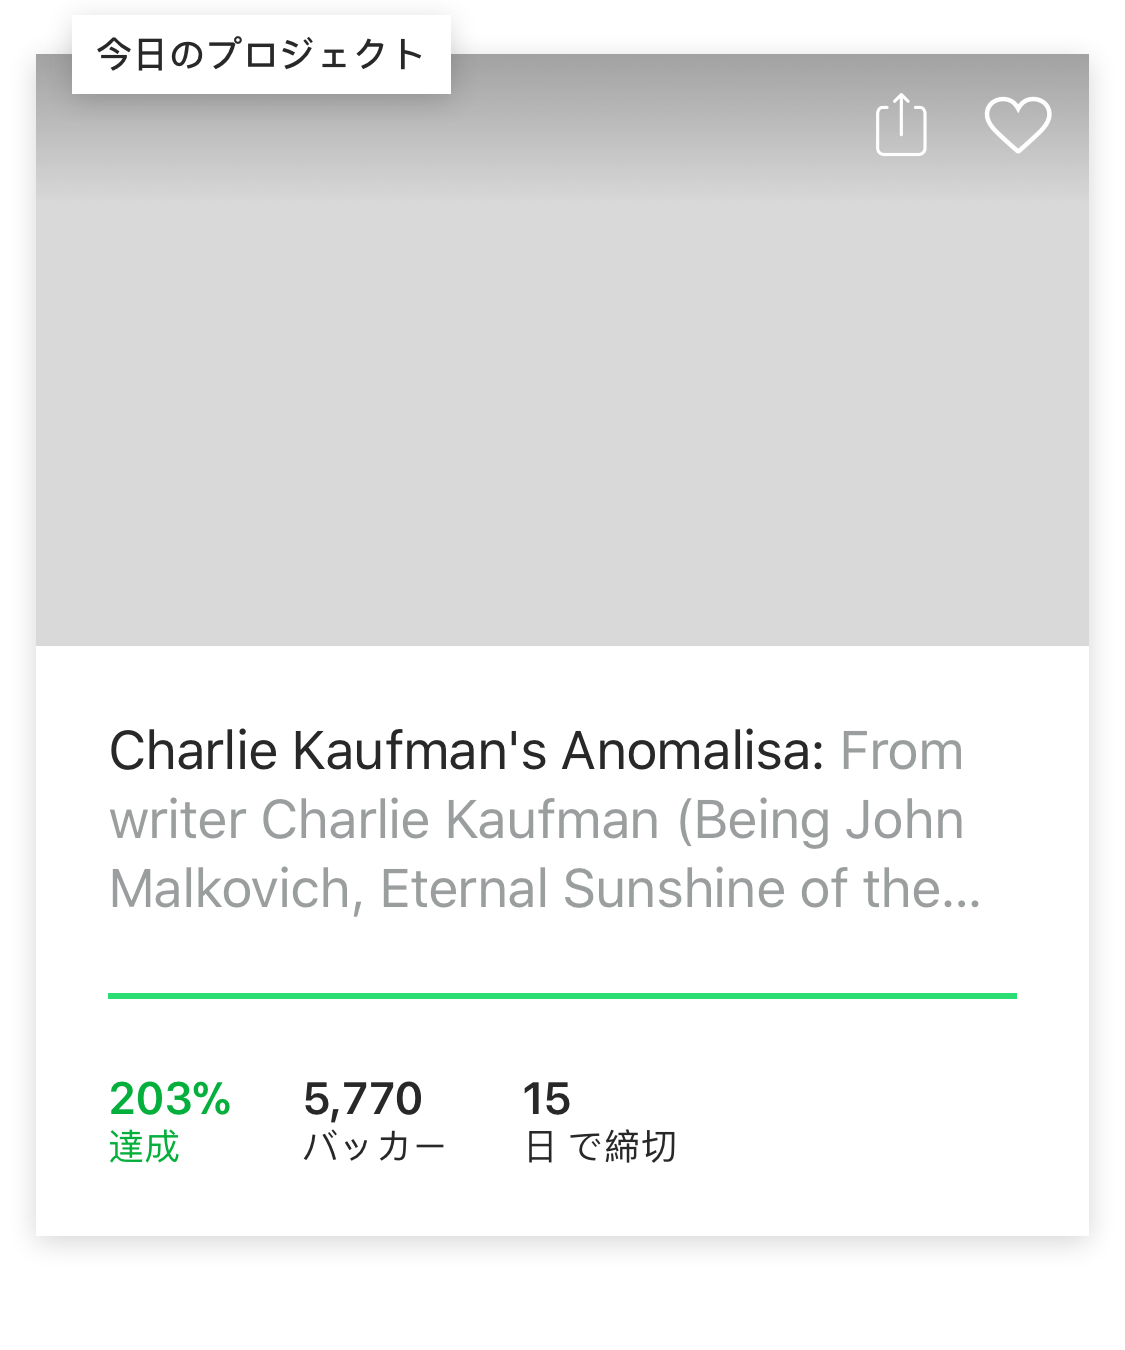 今日のプロジェクト
Charlie Kaufman's Anomalisa: From
writer Charlie Kaufman (Being John
Malkovich, Eternal Sunshine of the...
203%
達成
5,770
バッカー
15
日 で締切